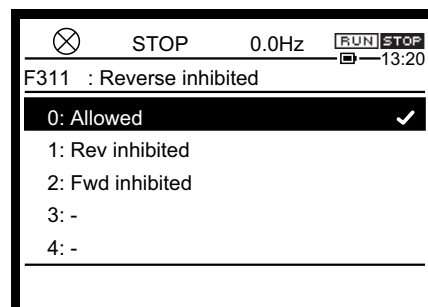 STOP 0.0Hz RUN STOP
13:20
F311 : Reverse inhibited
0: Allowed
1: Rev inhibited
2: Fwd inhibited
3: -
4: -